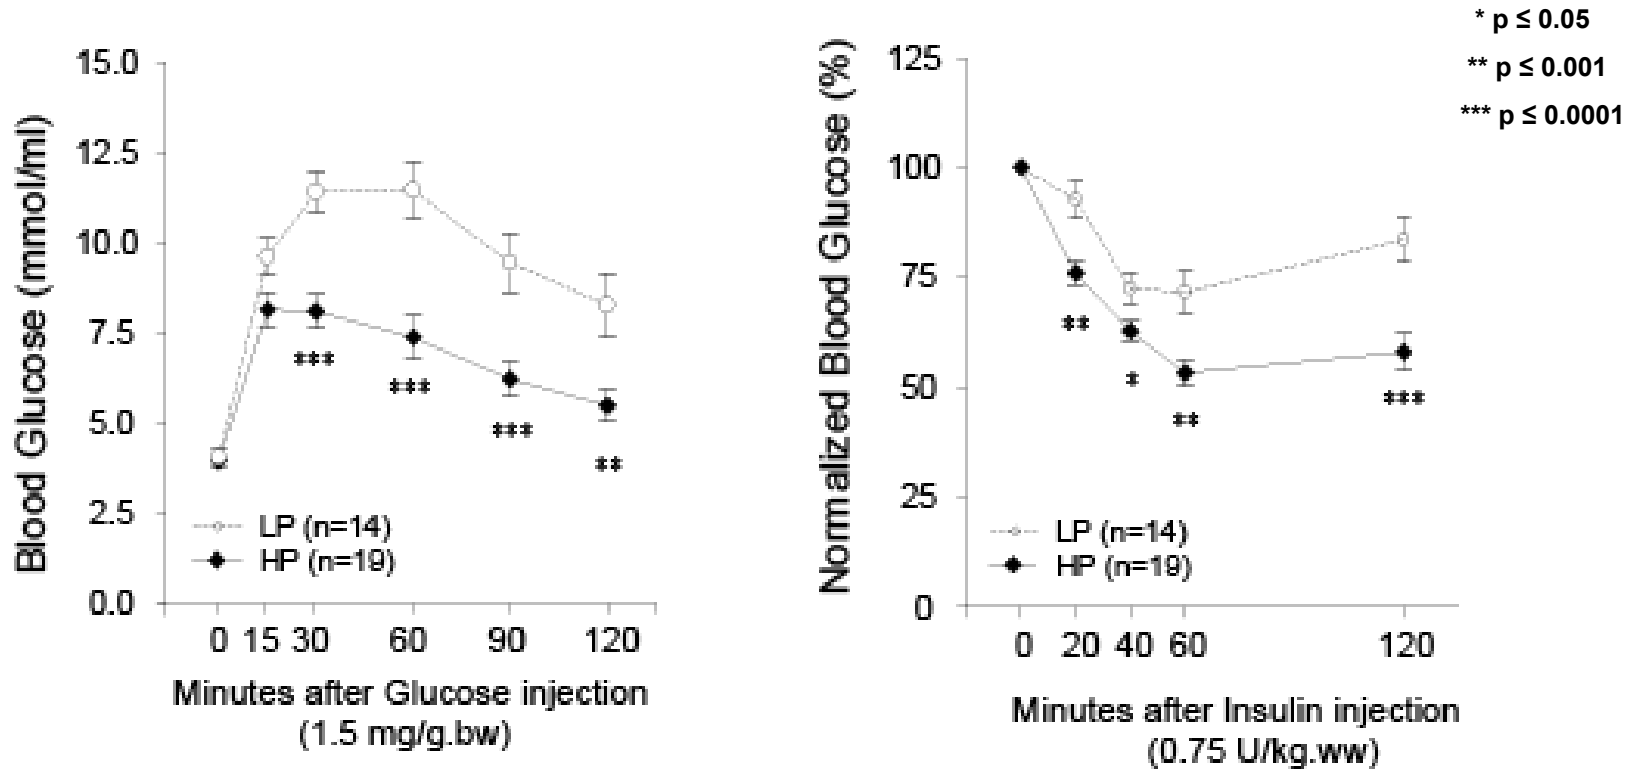 * p ≤ 0.05
** p ≤ 0.001
*** p ≤ 0.0001
Blood Glucose (mmol/ml)
15.0
12.5
10.0
7.5
5.0
2.5
0.0
***
***
***
**
LP (n=14)
HP (n=19)
0 15 30 60 90 120
Minutes after Glucose injection
(1.5 mg/g.bw)
Normalized Blood Glucose (%)
125
100
75
50
25
0
**
*
**
***
LP (n=14)
HP (n=19)
0 20 40 60 120
Minutes after Insulin injection
(0.75 U/kg.ww)